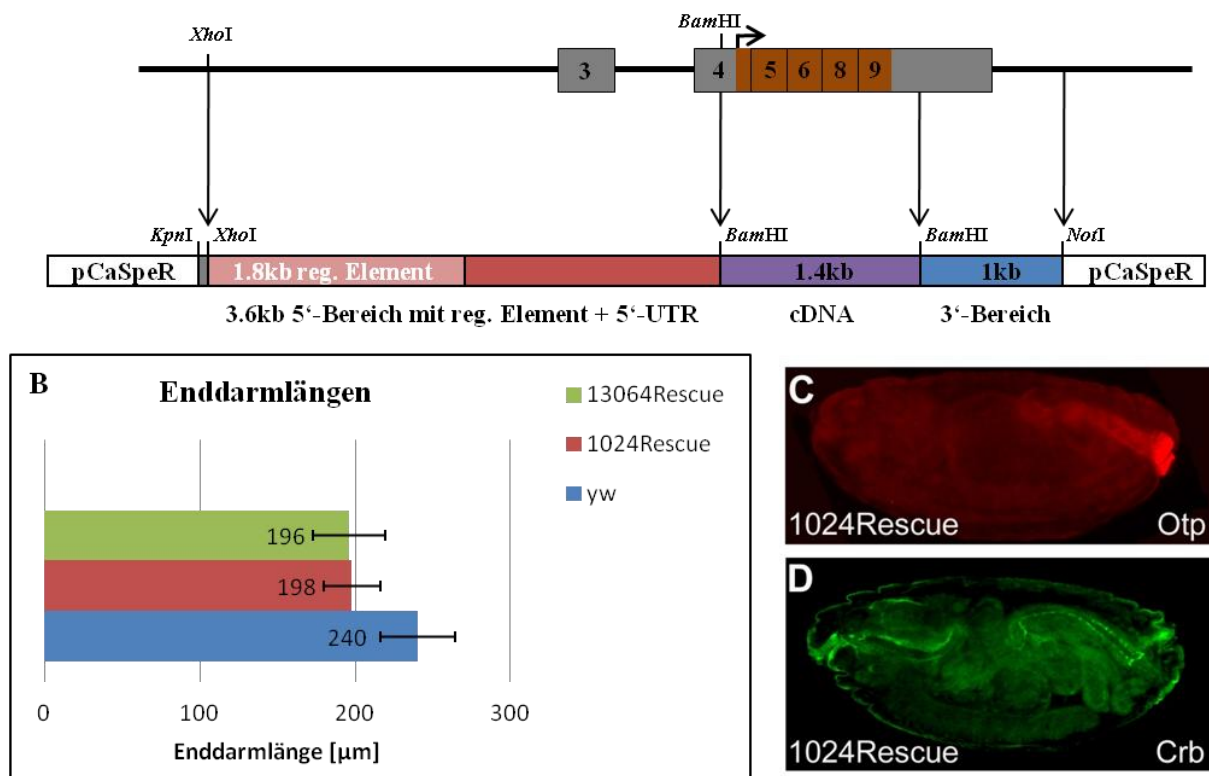 XhoI
BamHI
3
4
5
6
8
9
KpnI
XhoI
BamHI
BamHI
NotI
pCaSpeR
1.8kb reg. Element
1.4kb
1kb
pCaSpeR
3.6kb 5‘-Bereich mit reg. Element + 5‘-UTR
cDNA
3‘-Bereich
B
Enddarmlängen
13064Rescue
1024Rescue
yw
196
198
240
0
100
200
300
Enddarmlänge [µm]
C
1024Rescue
Otp
D
1024Rescue
Crb